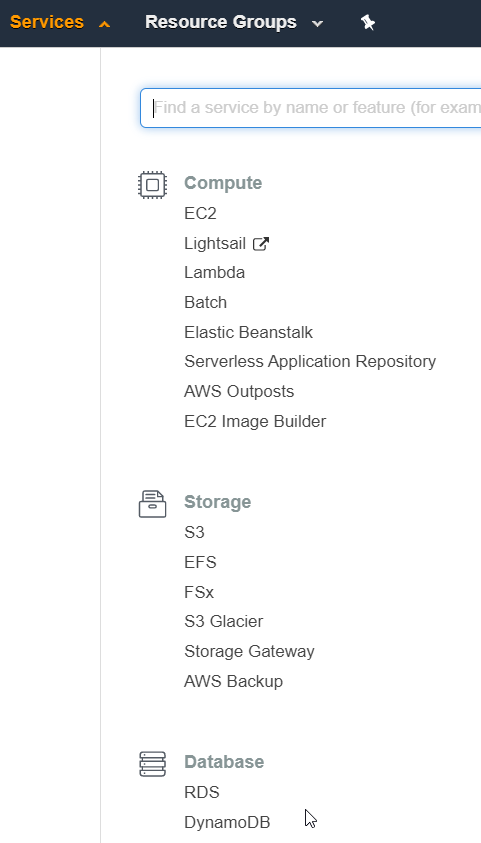 Services Resource Groups
Find a service by name or feature (for exam
Compute
EC2
Lightsail
Lambda
Batch
Elastic Beanstalk
Serverless Application Repository
AWS Outposts
EC2 Image Builder
Storage
S3
EFS
FSx
S3 Glacier
Storage Gateway
AWS Backup
Database
RDS
DynamoDB